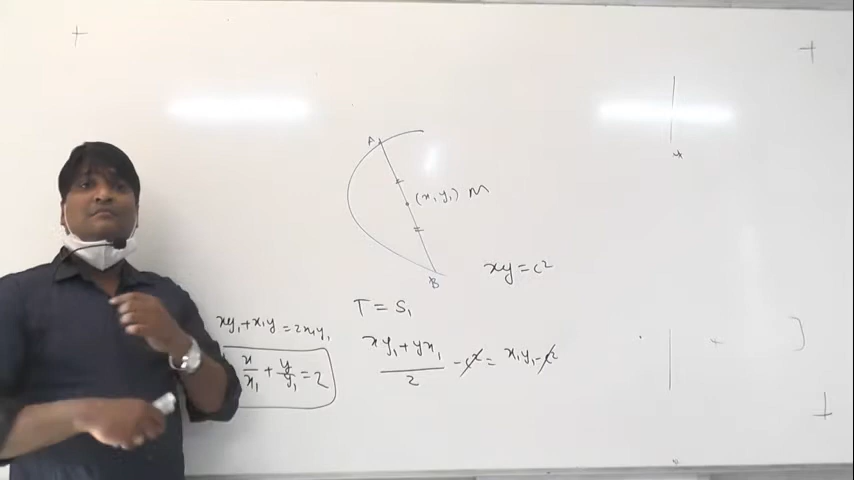 A
(x₁ y₁) M
B
xy = c²
T = S₁
xy₁ + yx₁ / 2 - c² = x₁y₁ - c²
xy₁ + x₁y = 2x₁y₁
x/x₁ + y/y₁ = 2